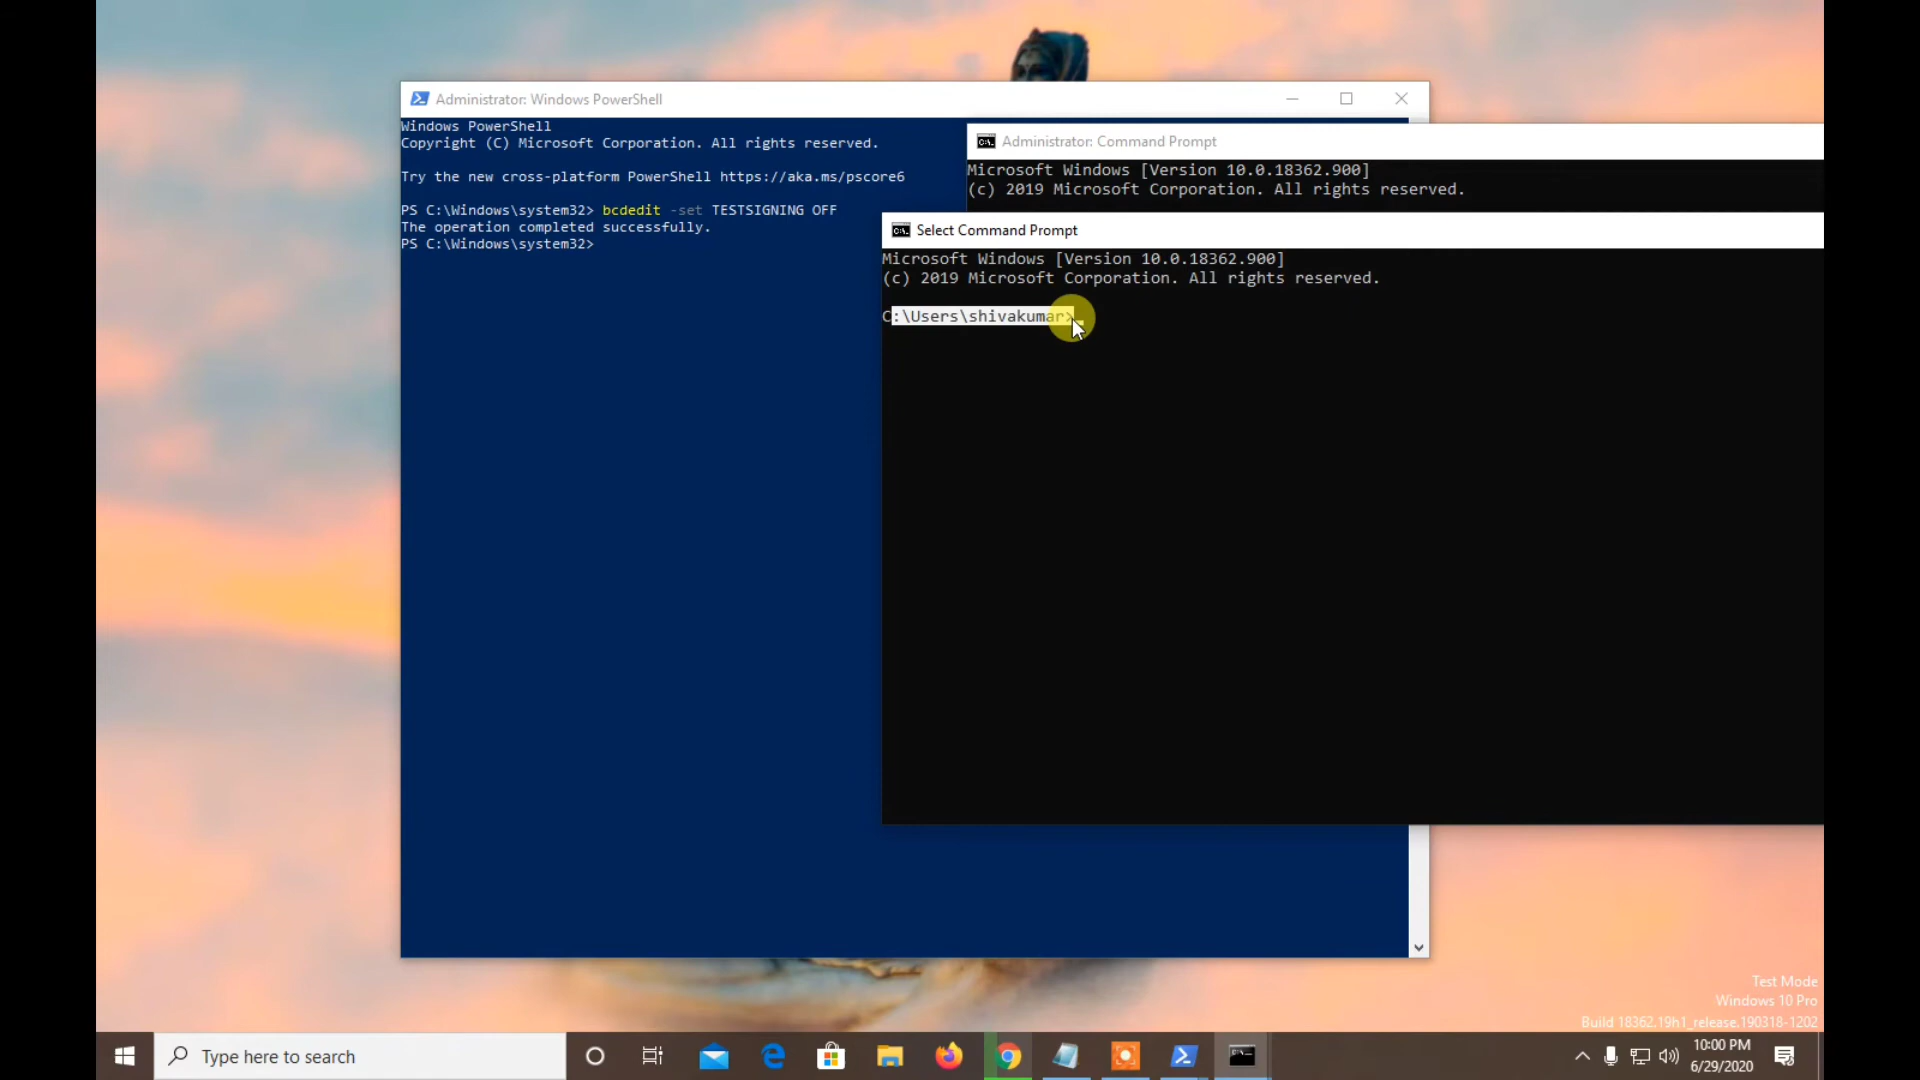 Administrator: Windows PowerShell
Windows PowerShell
Copyright (C) Microsoft Corporation. All rights reserved.
Try the new cross-platform PowerShell https://aka.ms/pscore6
PS C:\Windows\system32> bcdedit -set TESTSIGNING OFF
The operation completed successfully.
PS C:\Windows\system32>
Administrator: Command Prompt
Microsoft Windows [Version 10.0.18362.900]
(c) 2019 Microsoft Corporation. All rights reserved.
Select Command Prompt
Microsoft Windows [Version 10.0.18362.900]
(c) 2019 Microsoft Corporation. All rights reserved.
C:\Users\shivakumar>
Test Mode
Windows 10 Pro
Build 18362.19h1_release.190318-1202
Type here to search
10:00 PM
6/29/2020